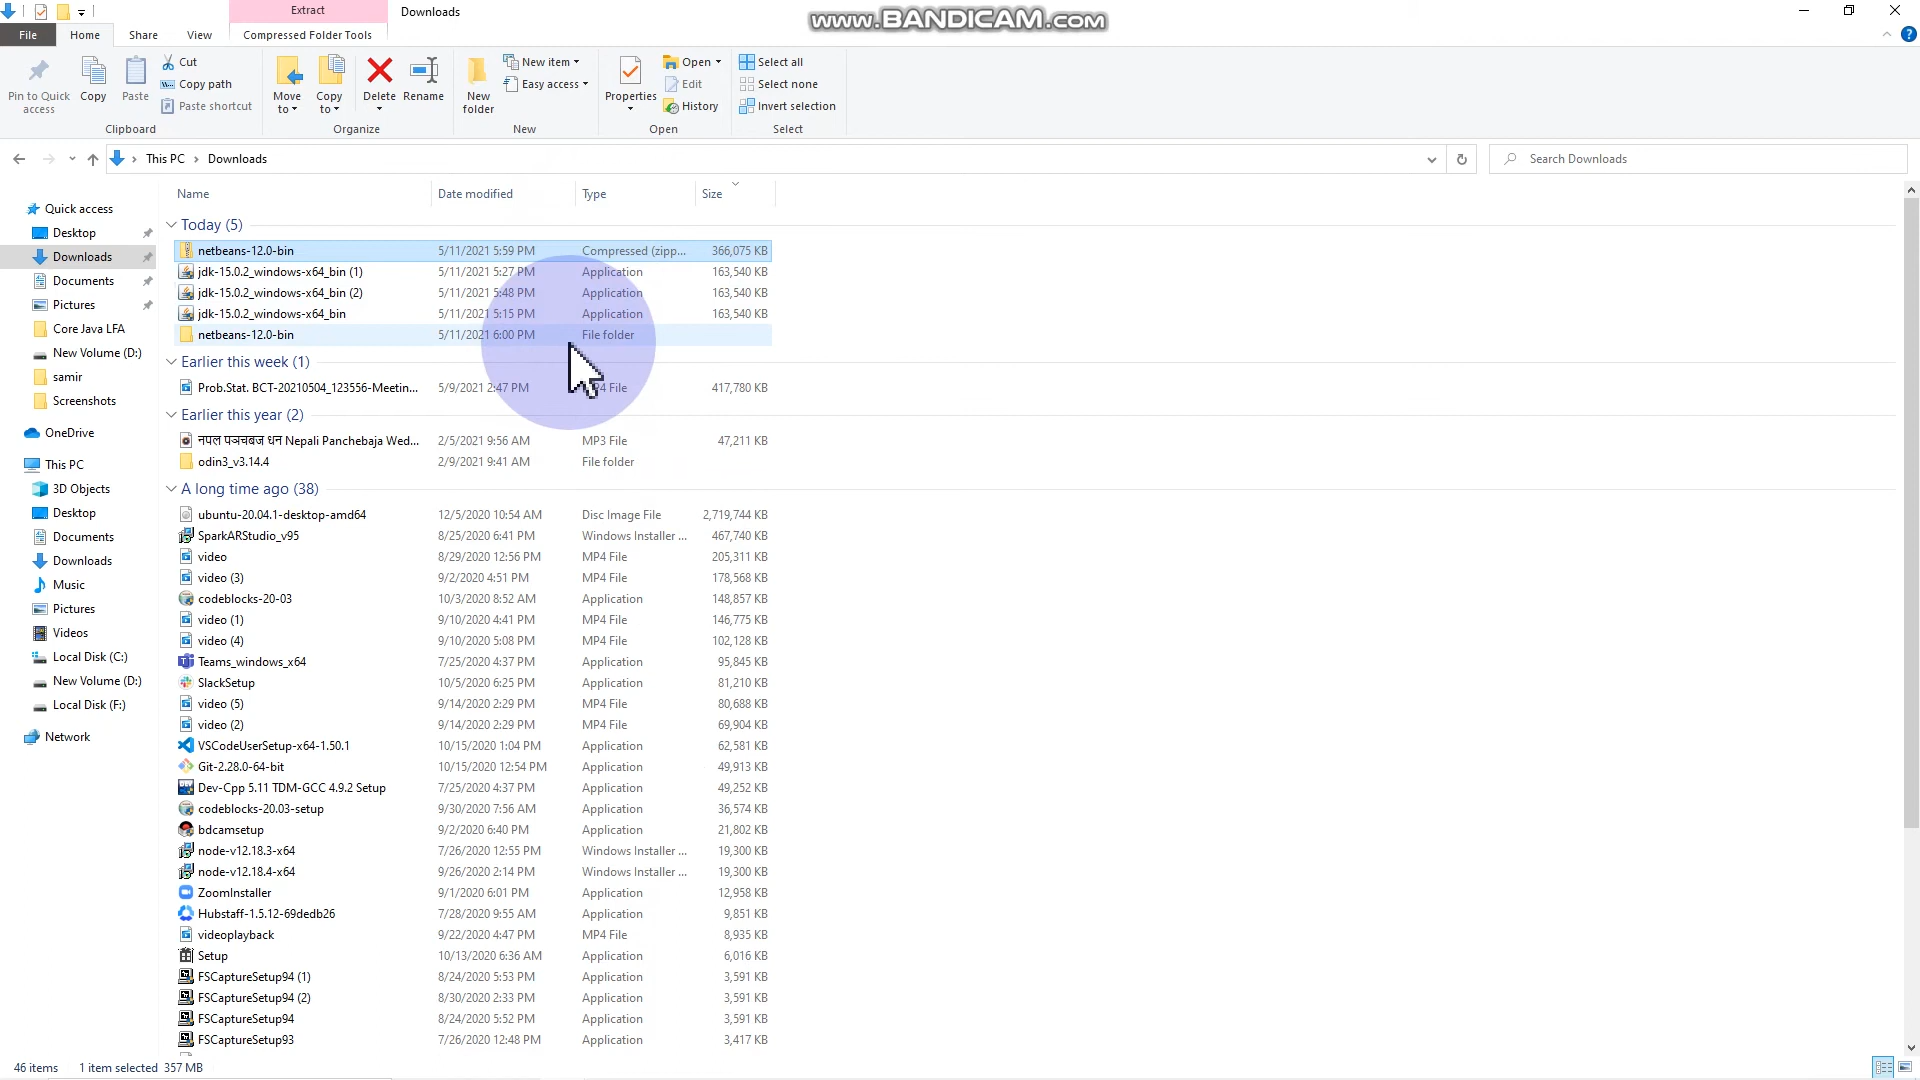 Extract
Downloads
www.BANDICAM.com
File
Home
Share
View
Compressed Folder Tools
Pin to Quick access
Copy
Paste
Cut
Copy path
Paste shortcut
Clipboard
Move to
Copy to
Delete
Rename
Organize
New folder
New item
Easy access
New
Properties
Open
Edit
History
Open
Select all
Select none
Invert selection
Select
This PC
Downloads
Search Downloads
Name Date modified Type Size
Quick access
Desktop
Downloads
Documents
Pictures
Core Java LFA
New Volume (D:)
samir
Screenshots
OneDrive
This PC
3D Objects
Desktop
Documents
Downloads
Music
Pictures
Videos
Local Disk (C:)
New Volume (D:)
Local Disk (F:)
Network
Today (5)
netbeans-12.0-bin 5/11/2021 5:59 PM Compressed (zipp... 366,075 KB
jdk-15.0.2_windows-x64_bin (1) 5/11/2021 5:27 PM Application 163,540 KB
jdk-15.0.2_windows-x64_bin (2) 5/11/2021 5:48 PM Application 163,540 KB
jdk-15.0.2_windows-x64_bin 5/11/2021 5:15 PM Application 163,540 KB
netbeans-12.0-bin 5/11/2021 6:00 PM File folder
Earlier this week (1)
Prob.Stat. BCT-20210504_123556-Meetin... 5/9/2021 2:47 PM File 417,780 KB
Earlier this year (2)
Nepali Panchebaja Wed... 2/5/2021 9:56 AM MP3 File 47,211 KB
odin3_v3.14.4 2/9/2021 9:41 AM File folder
A long time ago (38)
ubuntu-20.04.1-desktop-amd64 12/5/2020 10:54 AM Disc Image File 2,719,744 KB
SparkARStudio_v95 8/25/2020 6:41 PM Windows Installer ... 467,740 KB
video 8/29/2020 12:56 PM MP4 File 205,311 KB
video (3) 9/2/2020 4:51 PM MP4 File 178,568 KB
codeblocks-20-03 10/3/2020 8:52 AM Application 148,857 KB
video (1) 9/10/2020 4:41 PM MP4 File 146,775 KB
video (4) 9/10/2020 5:08 PM MP4 File 102,128 KB
Teams_windows_x64 7/25/2020 4:37 PM Application 95,845 KB
SlackSetup 10/5/2020 6:25 PM Application 81,210 KB
video (5) 9/14/2020 2:29 PM MP4 File 80,688 KB
video (2) 9/14/2020 2:29 PM MP4 File 69,904 KB
VSCodeUserSetup-x64-1.50.1 10/15/2020 1:04 PM Application 62,581 KB
Git-2.28.0-64-bit 10/15/2020 12:54 PM Application 49,913 KB
Dev-Cpp 5.11 TDM-GCC 4.9.2 Setup 7/25/2020 4:37 PM Application 49,252 KB
codeblocks-20.03-setup 9/30/2020 7:56 AM Application 36,574 KB
bdcamsetup 9/2/2020 6:40 PM Application 21,802 KB
node-v12.18.3-x64 7/26/2020 12:55 PM Windows Installer ... 19,300 KB
node-v12.18.4-x64 9/26/2020 2:14 PM Windows Installer ... 19,300 KB
ZoomInstaller 9/1/2020 6:01 PM Application 12,958 KB
Hubstaff-1.5.12-69dedb26 7/28/2020 9:55 AM Application 9,851 KB
videoplayback 9/22/2020 4:47 PM MP4 File 8,935 KB
Setup 10/13/2020 6:36 AM Application 6,016 KB
FSCaptureSetup94 (1) 8/24/2020 5:53 PM Application 3,591 KB
FSCaptureSetup94 (2) 8/30/2020 2:33 PM Application 3,591 KB
FSCaptureSetup94 8/24/2020 5:52 PM Application 3,591 KB
FSCaptureSetup93 7/26/2020 12:48 PM Application 3,417 KB
46 items 1 item selected 357 MB